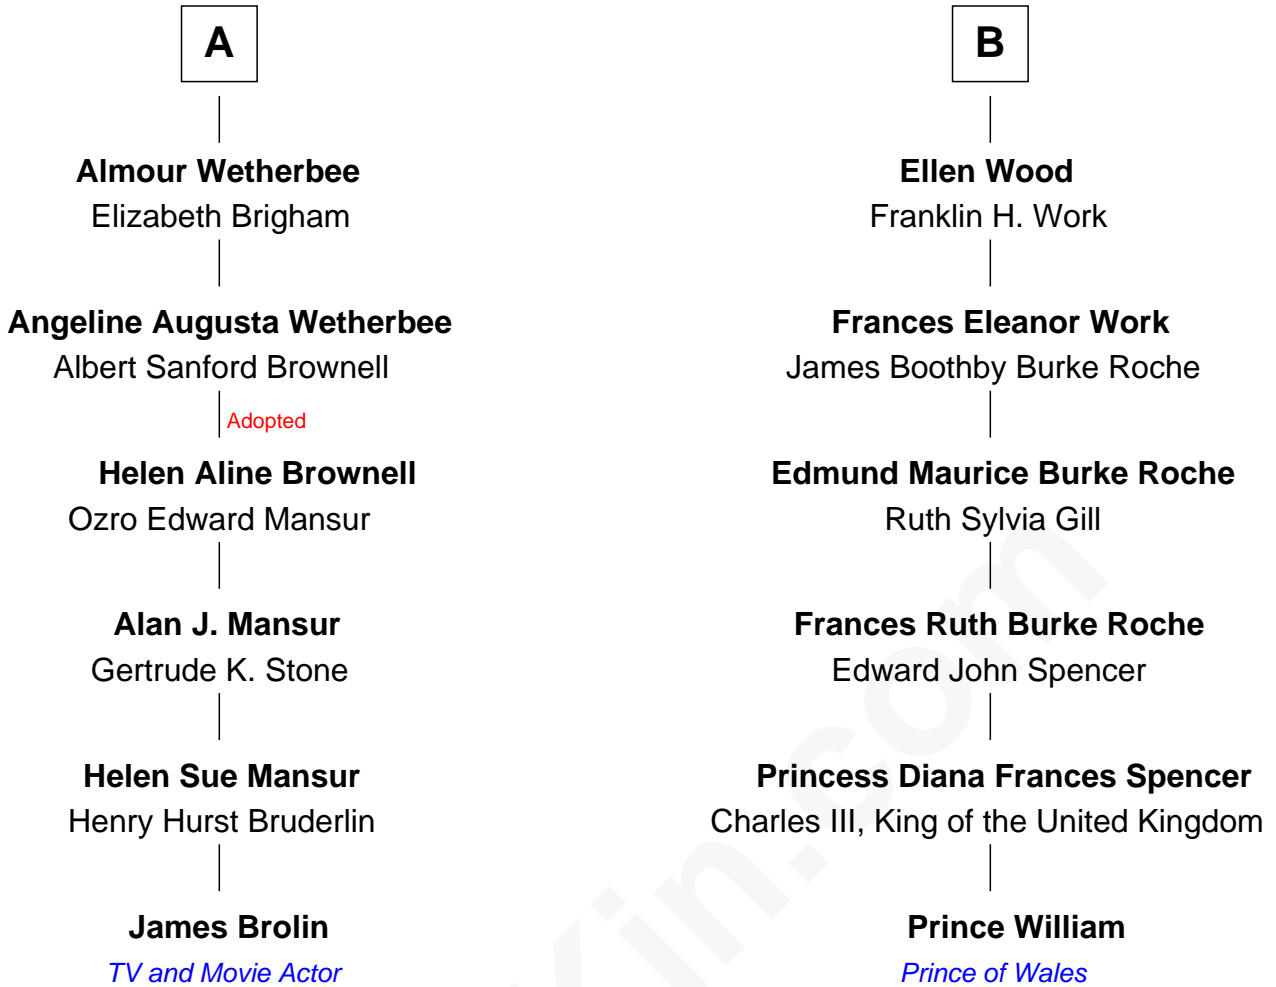 A
Almour Wetherbee
Elizabeth Brigham
Angeline Augusta Wetherbee
Albert Sanford Brownell
Adopted
Helen Aline Brownell
Ozro Edward Mansur
Alan J. Mansur
Gertrude K. Stone
Helen Sue Mansur
Henry Hurst Bruderlin
James Brolin
TV and Movie Actor
B
Ellen Wood
Franklin H. Work
Frances Eleanor Work
James Boothby Burke Roche
Edmund Maurice Burke Roche
Ruth Sylvia Gill
Frances Ruth Burke Roche
Edward John Spencer
Princess Diana Frances Spencer
Charles III, King of the United Kingdom
Prince William
Prince of Wales
Kin.com